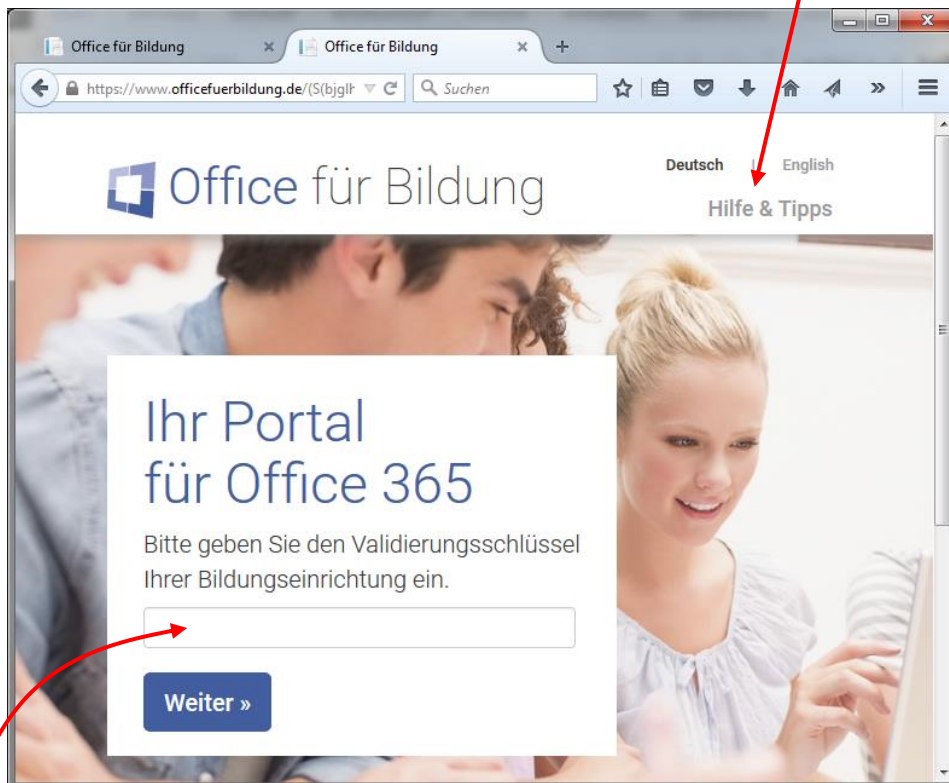 Office für Bildung
Office für Bildung
https://www.officefuerbildung.de/(S(bjglh
Suchen
Deutsch | English
Office für Bildung
Hilfe & Tipps
Ihr Portal
für Office 365
Bitte geben Sie den Validierungsschlüssel
Ihrer Bildungseinrichtung ein.
Weiter »